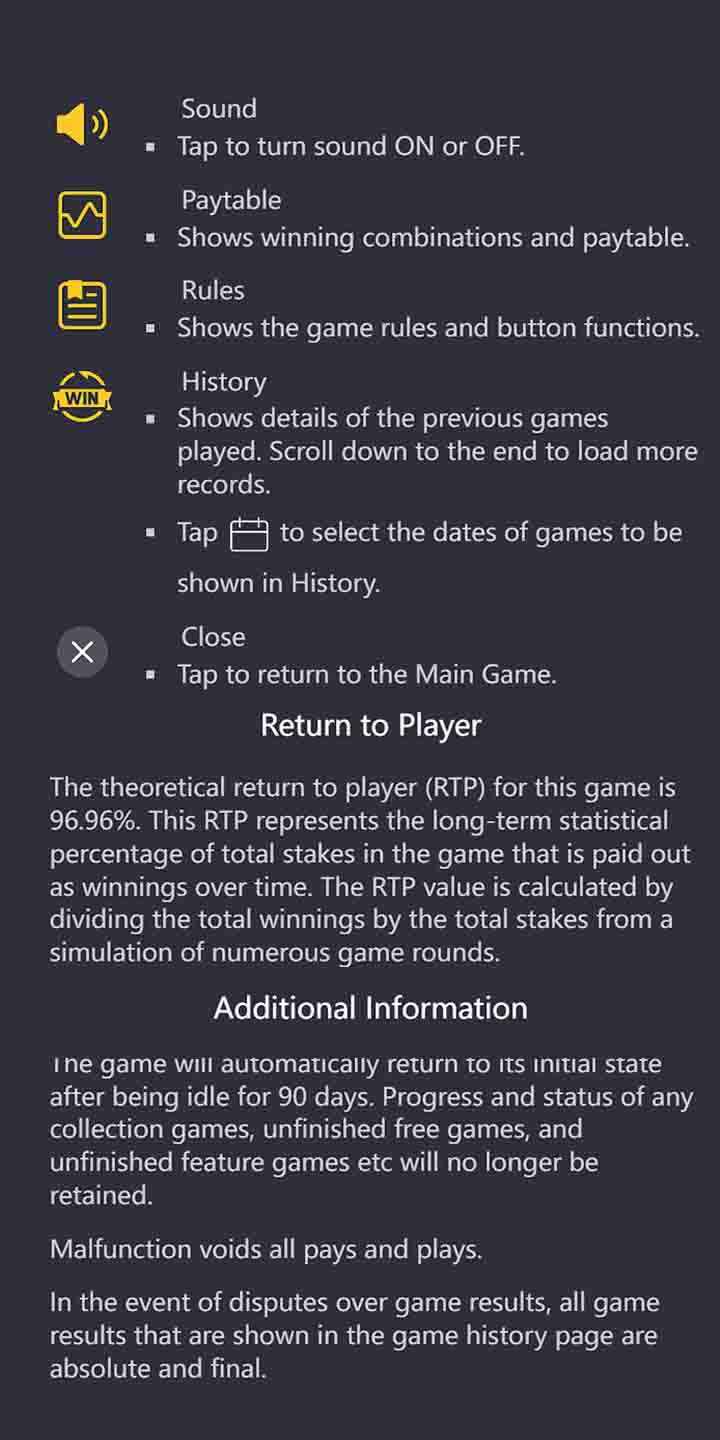 Sound
▪ Tap to turn sound ON or OFF.
Paytable
▪ Shows winning combinations and paytable.
Rules
▪ Shows the game rules and button functions.
WIN
History
▪ Shows details of the previous games
played. Scroll down to the end to load more
records.
▪ Tap to select the dates of games to be
shown in History.
Close
▪ Tap to return to the Main Game.
Return to Player
The theoretical return to player (RTP) for this game is
96.96%. This RTP represents the long-term statistical
percentage of total stakes in the game that is paid out
as winnings over time. The RTP value is calculated by
dividing the total winnings by the total stakes from a
simulation of numerous game rounds.
Additional Information
The game will automatically return to its initial state
after being idle for 90 days. Progress and status of any
collection games, unfinished free games, and
unfinished feature games etc will no longer be
retained.
Malfunction voids all pays and plays.
In the event of disputes over game results, all game
results that are shown in the game history page are
absolute and final.